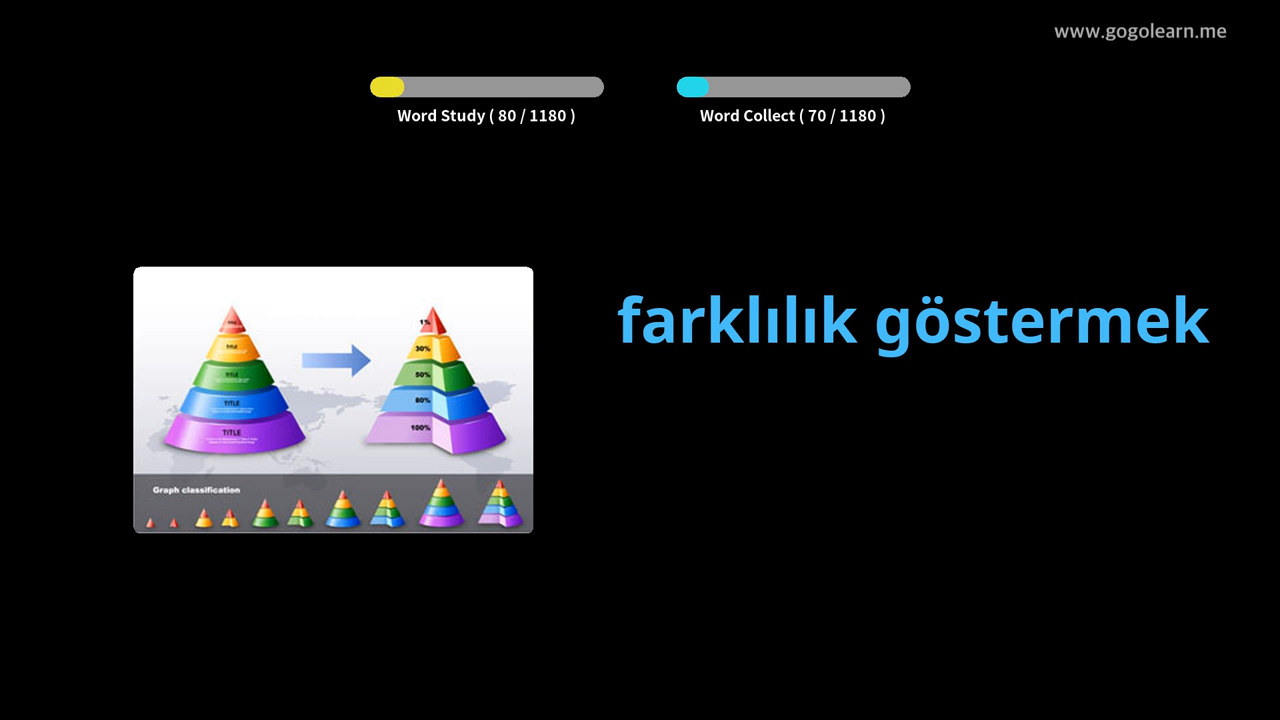 www.gogolearn.me
Word Study ( 80 / 1180 )
Word Collect ( 70 / 1180 )
farklılık göstermek
TITLE
TITLE
TITLE
TITLE
1%
30%
50%
80%
100%
Graph classification